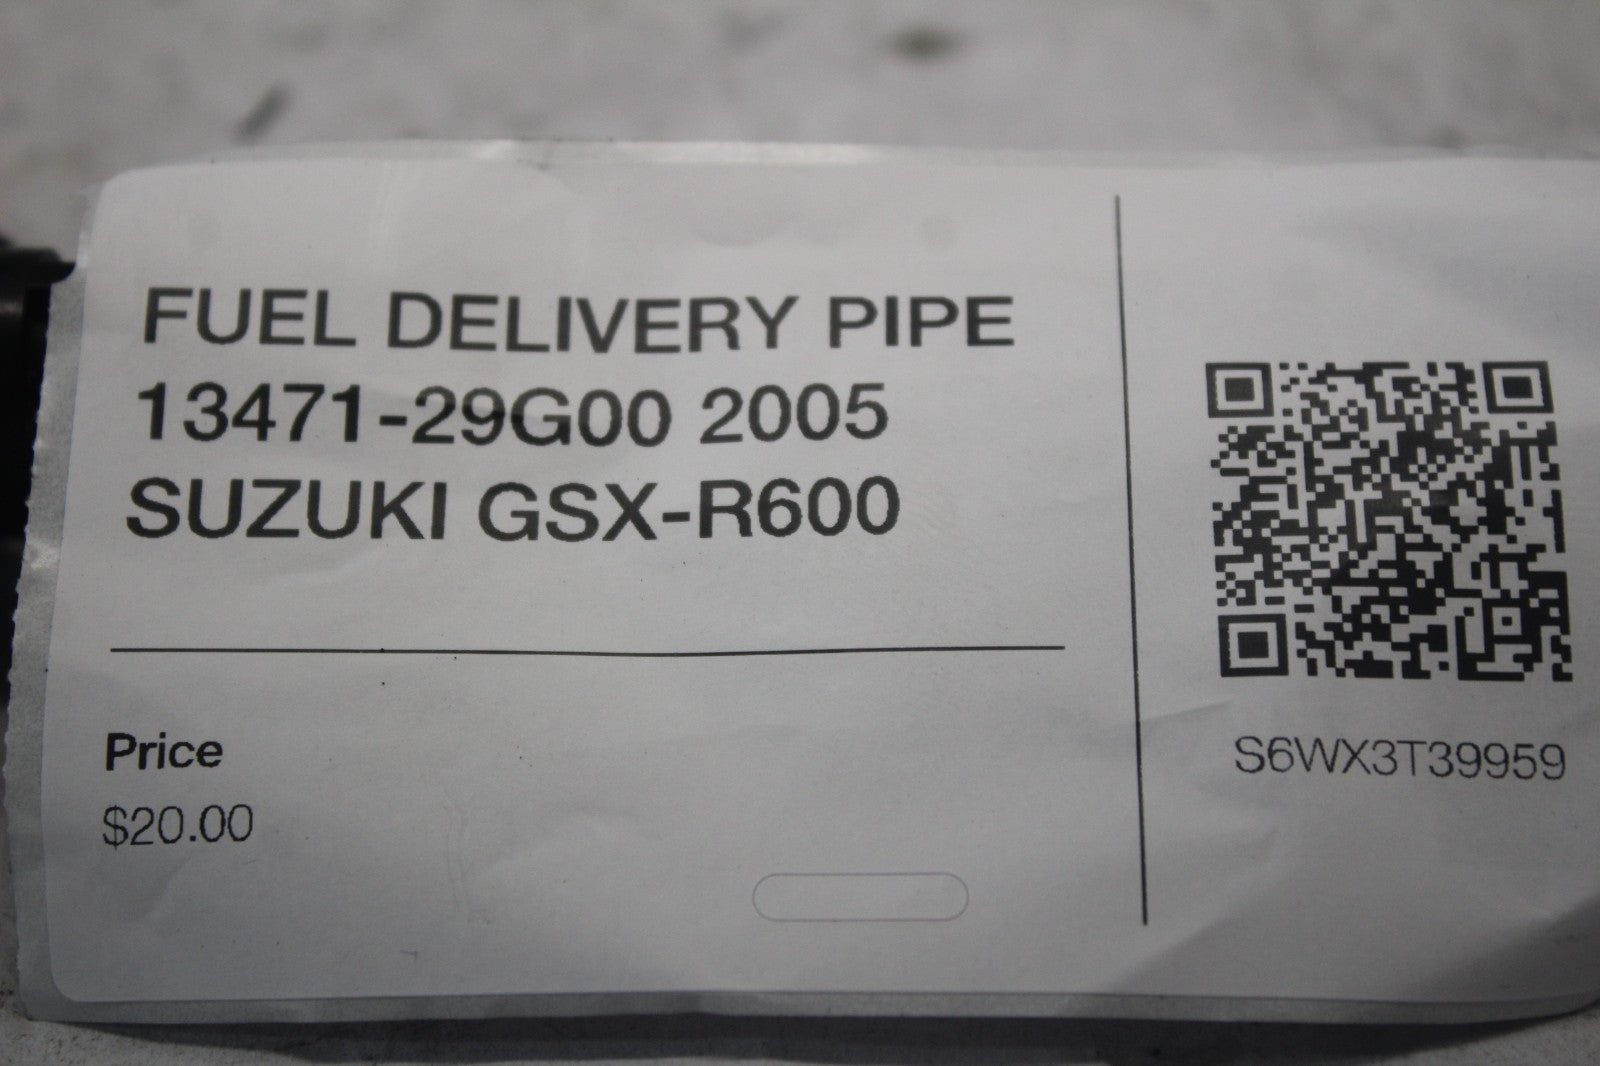 FUEL DELIVERY PIPE
13471-29G00 2005
SUZUKI GSX-R600
Price
$20.00
S6WX3T39959